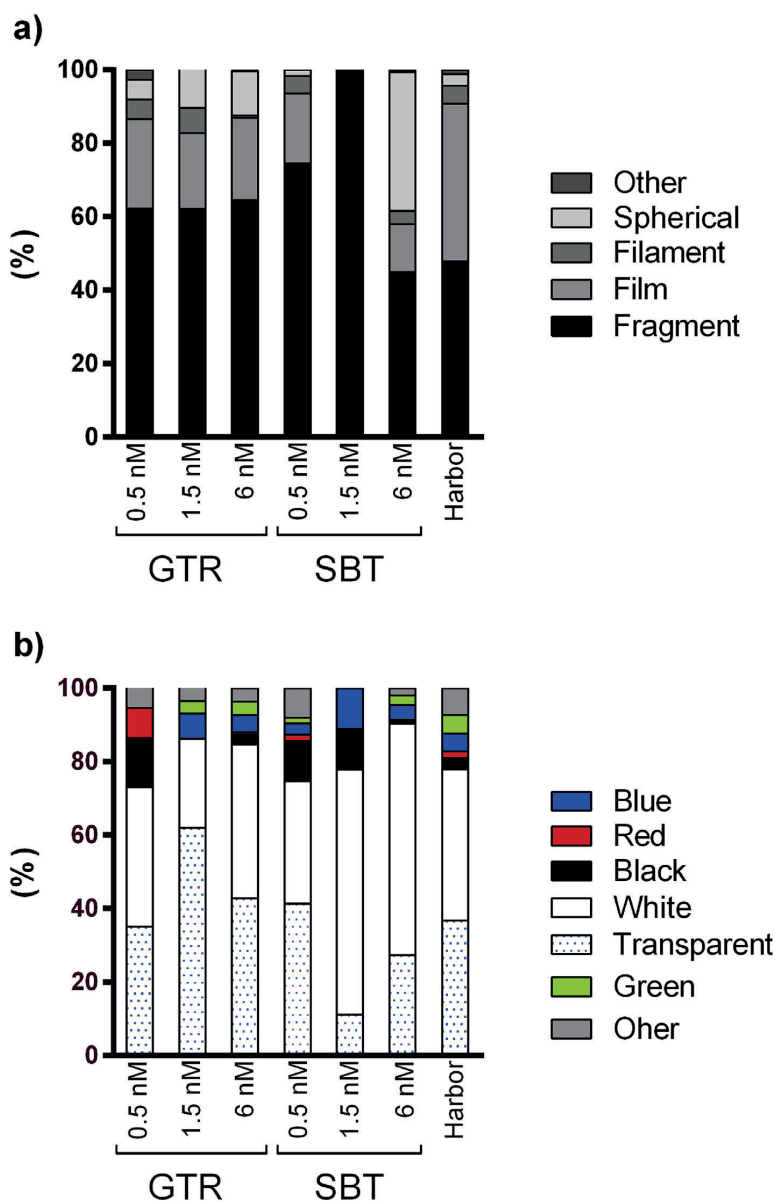 a)
100
80
60
40
20
0
(%)
Other
Spherical
Filament
Film
Fragment
0.5 nM
1.5 nM
6 nM
0.5 nM
1.5 nM
6 nM
Harbor
GTR
SBT
b)
100
80
60
40
20
0
(%)
Blue
Red
Black
White
Transparent
Green
Oher
0.5 nM
1.5 nM
6 nM
0.5 nM
1.5 nM
6 nM
Harbor
GTR
SBT